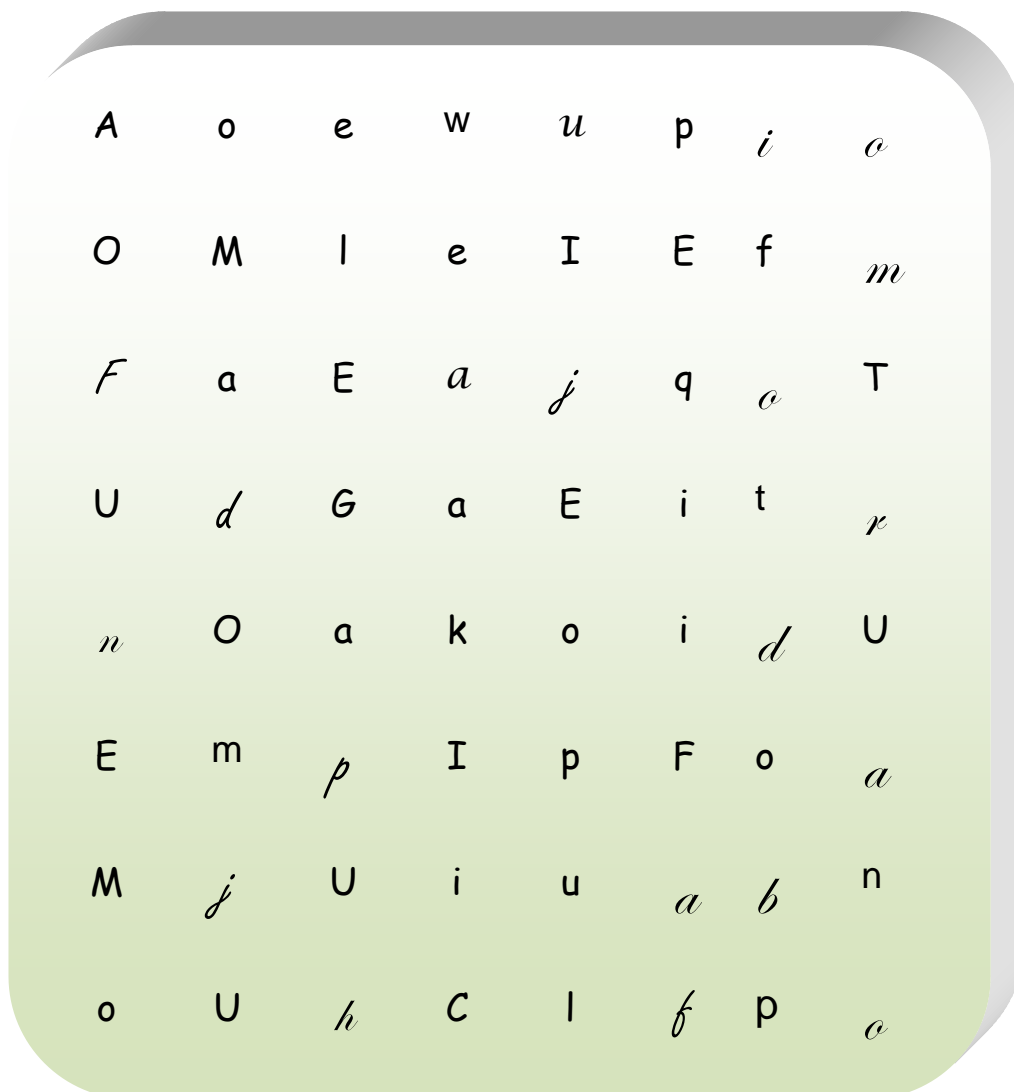 A o e w u p i o
O M l e I E f m
F a E a j q o T
U d G a E i t r
n O a k o i d U
E m p I p F o a
M j U i u a b n
o U h C l f p o